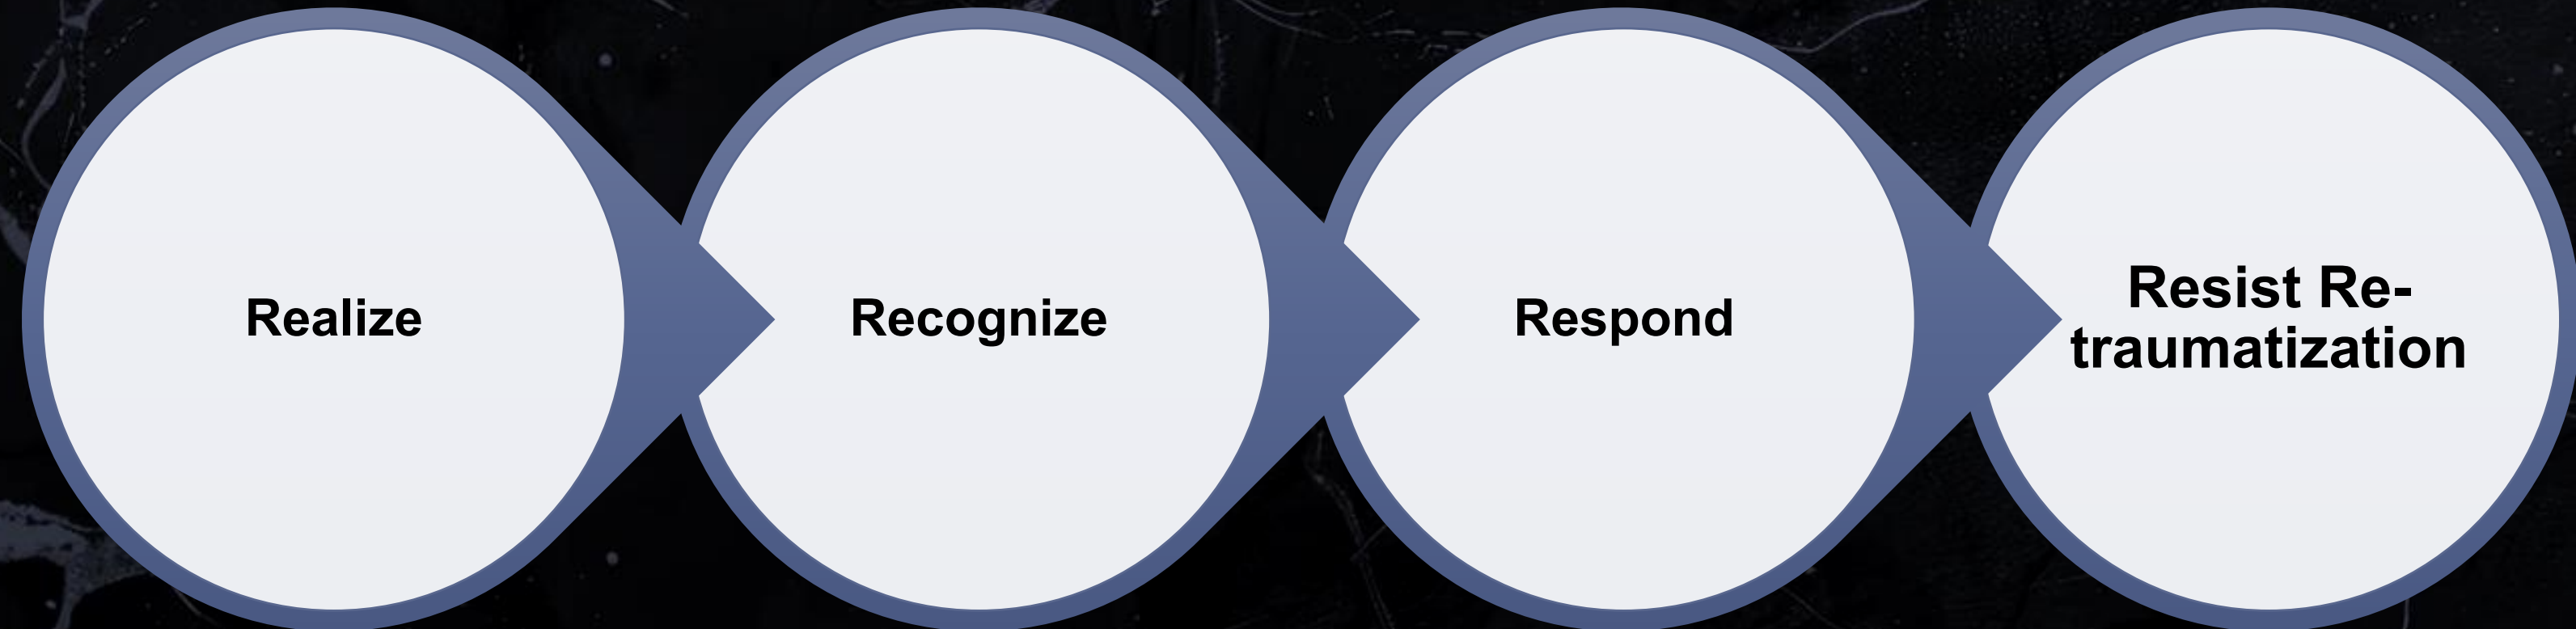 Realize
Recognize
Respond
Resist Re-
traumatization